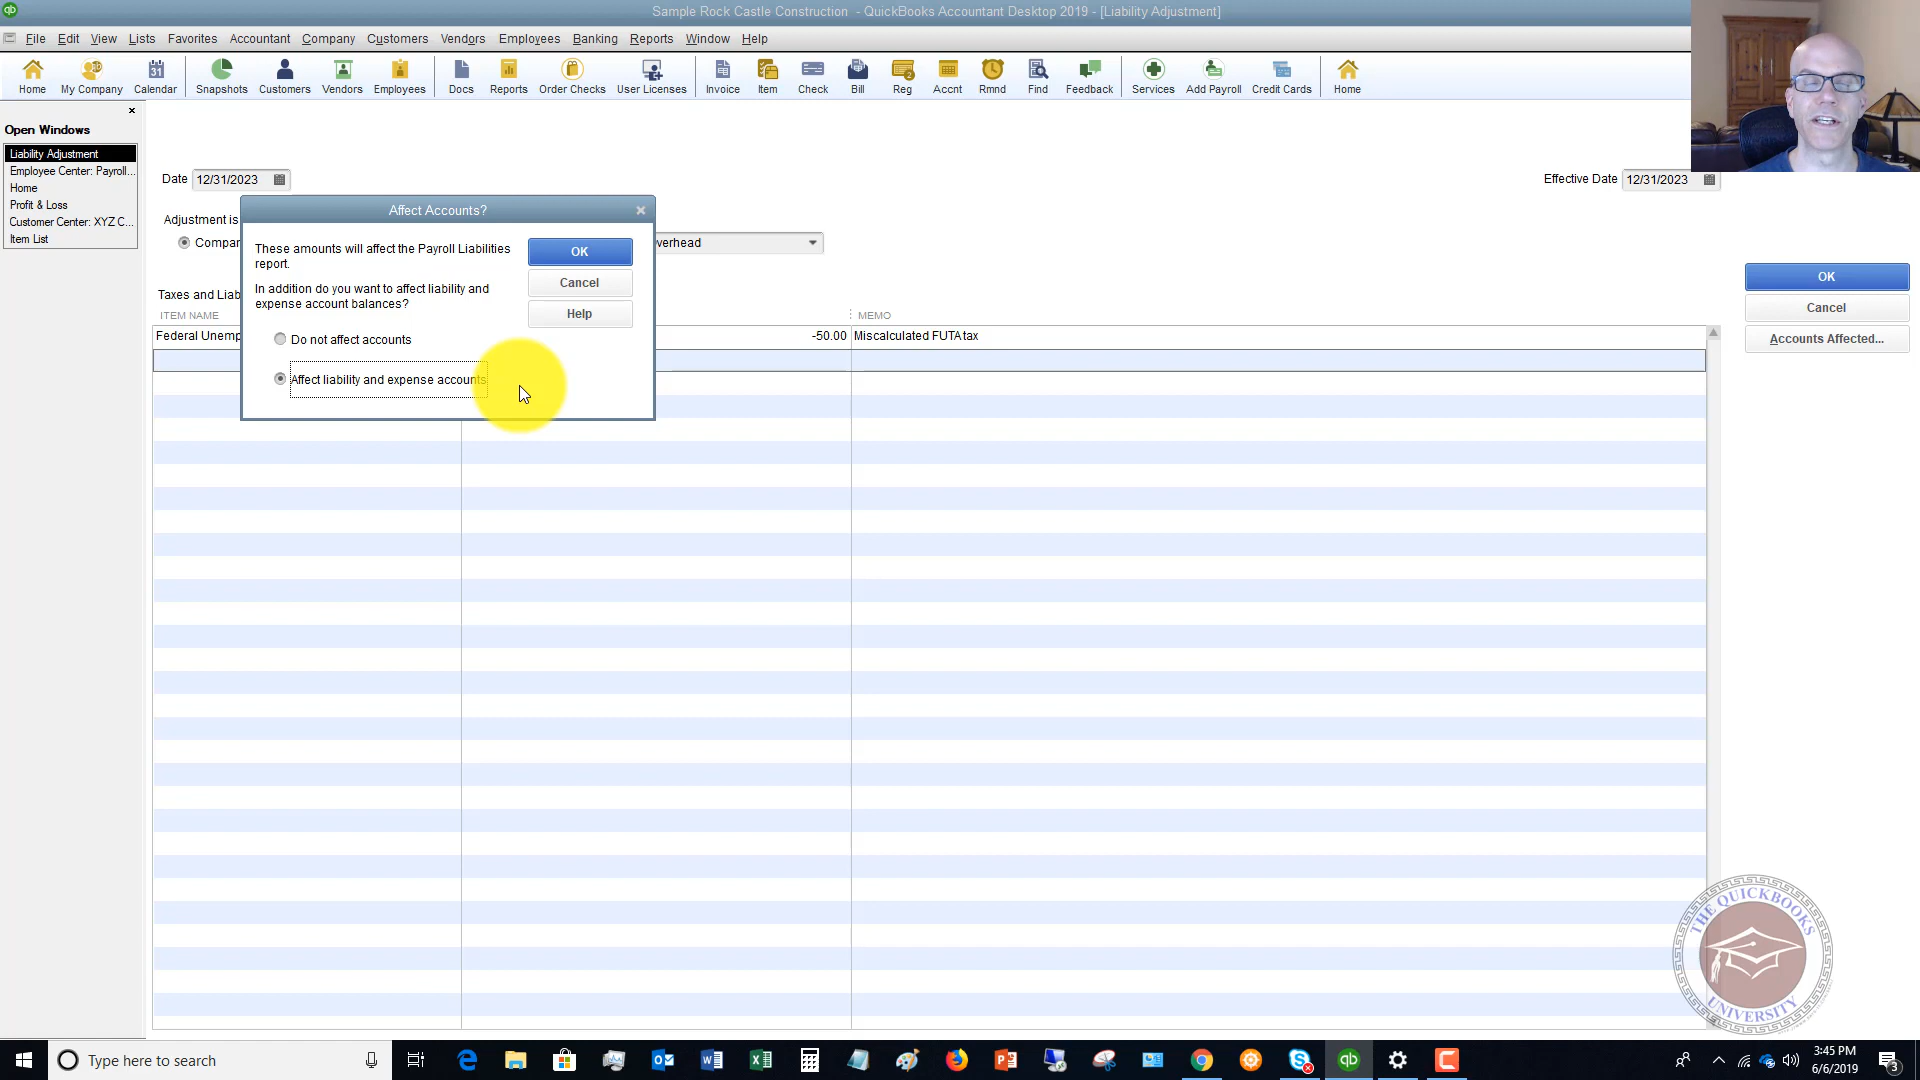 Sample Rock Castle Construction - QuickBooks Accountant Desktop 2019 - [Liability Adjustment]
File Edit View Lists Favorites Accountant Company Customers Vendors Employees Banking Reports Window Help
Home My Company Calendar Snapshots Customers Vendors Employees Docs Reports Order Checks User Licenses Invoice Item Check Bill Reg Accnt Rmnd Find Feedback Services Add Payroll Credit Cards Home
31
Open Windows
Liability Adjustment
Employee Center: Payroll...
Home
Profit & Loss
Customer Center: XYZ C...
Item List
Date 12/31/2023
Effective Date 12/31/2023
Adjustment is
Compar
verhead
Taxes and Liab
ITEM NAME
MEMO
Federal Unemp
-50.00 Miscalculated FUTA tax
OK
Cancel
Accounts Affected...
Affect Accounts?
These amounts will affect the Payroll Liabilities
report.
In addition do you want to affect liability and
expense account balances?
Do not affect accounts
Affect liability and expense accounts
OK
Cancel
Help
THE QUICKBOOKS
UNIVERSITY
Type here to search
3:45 PM
6/6/2019
3